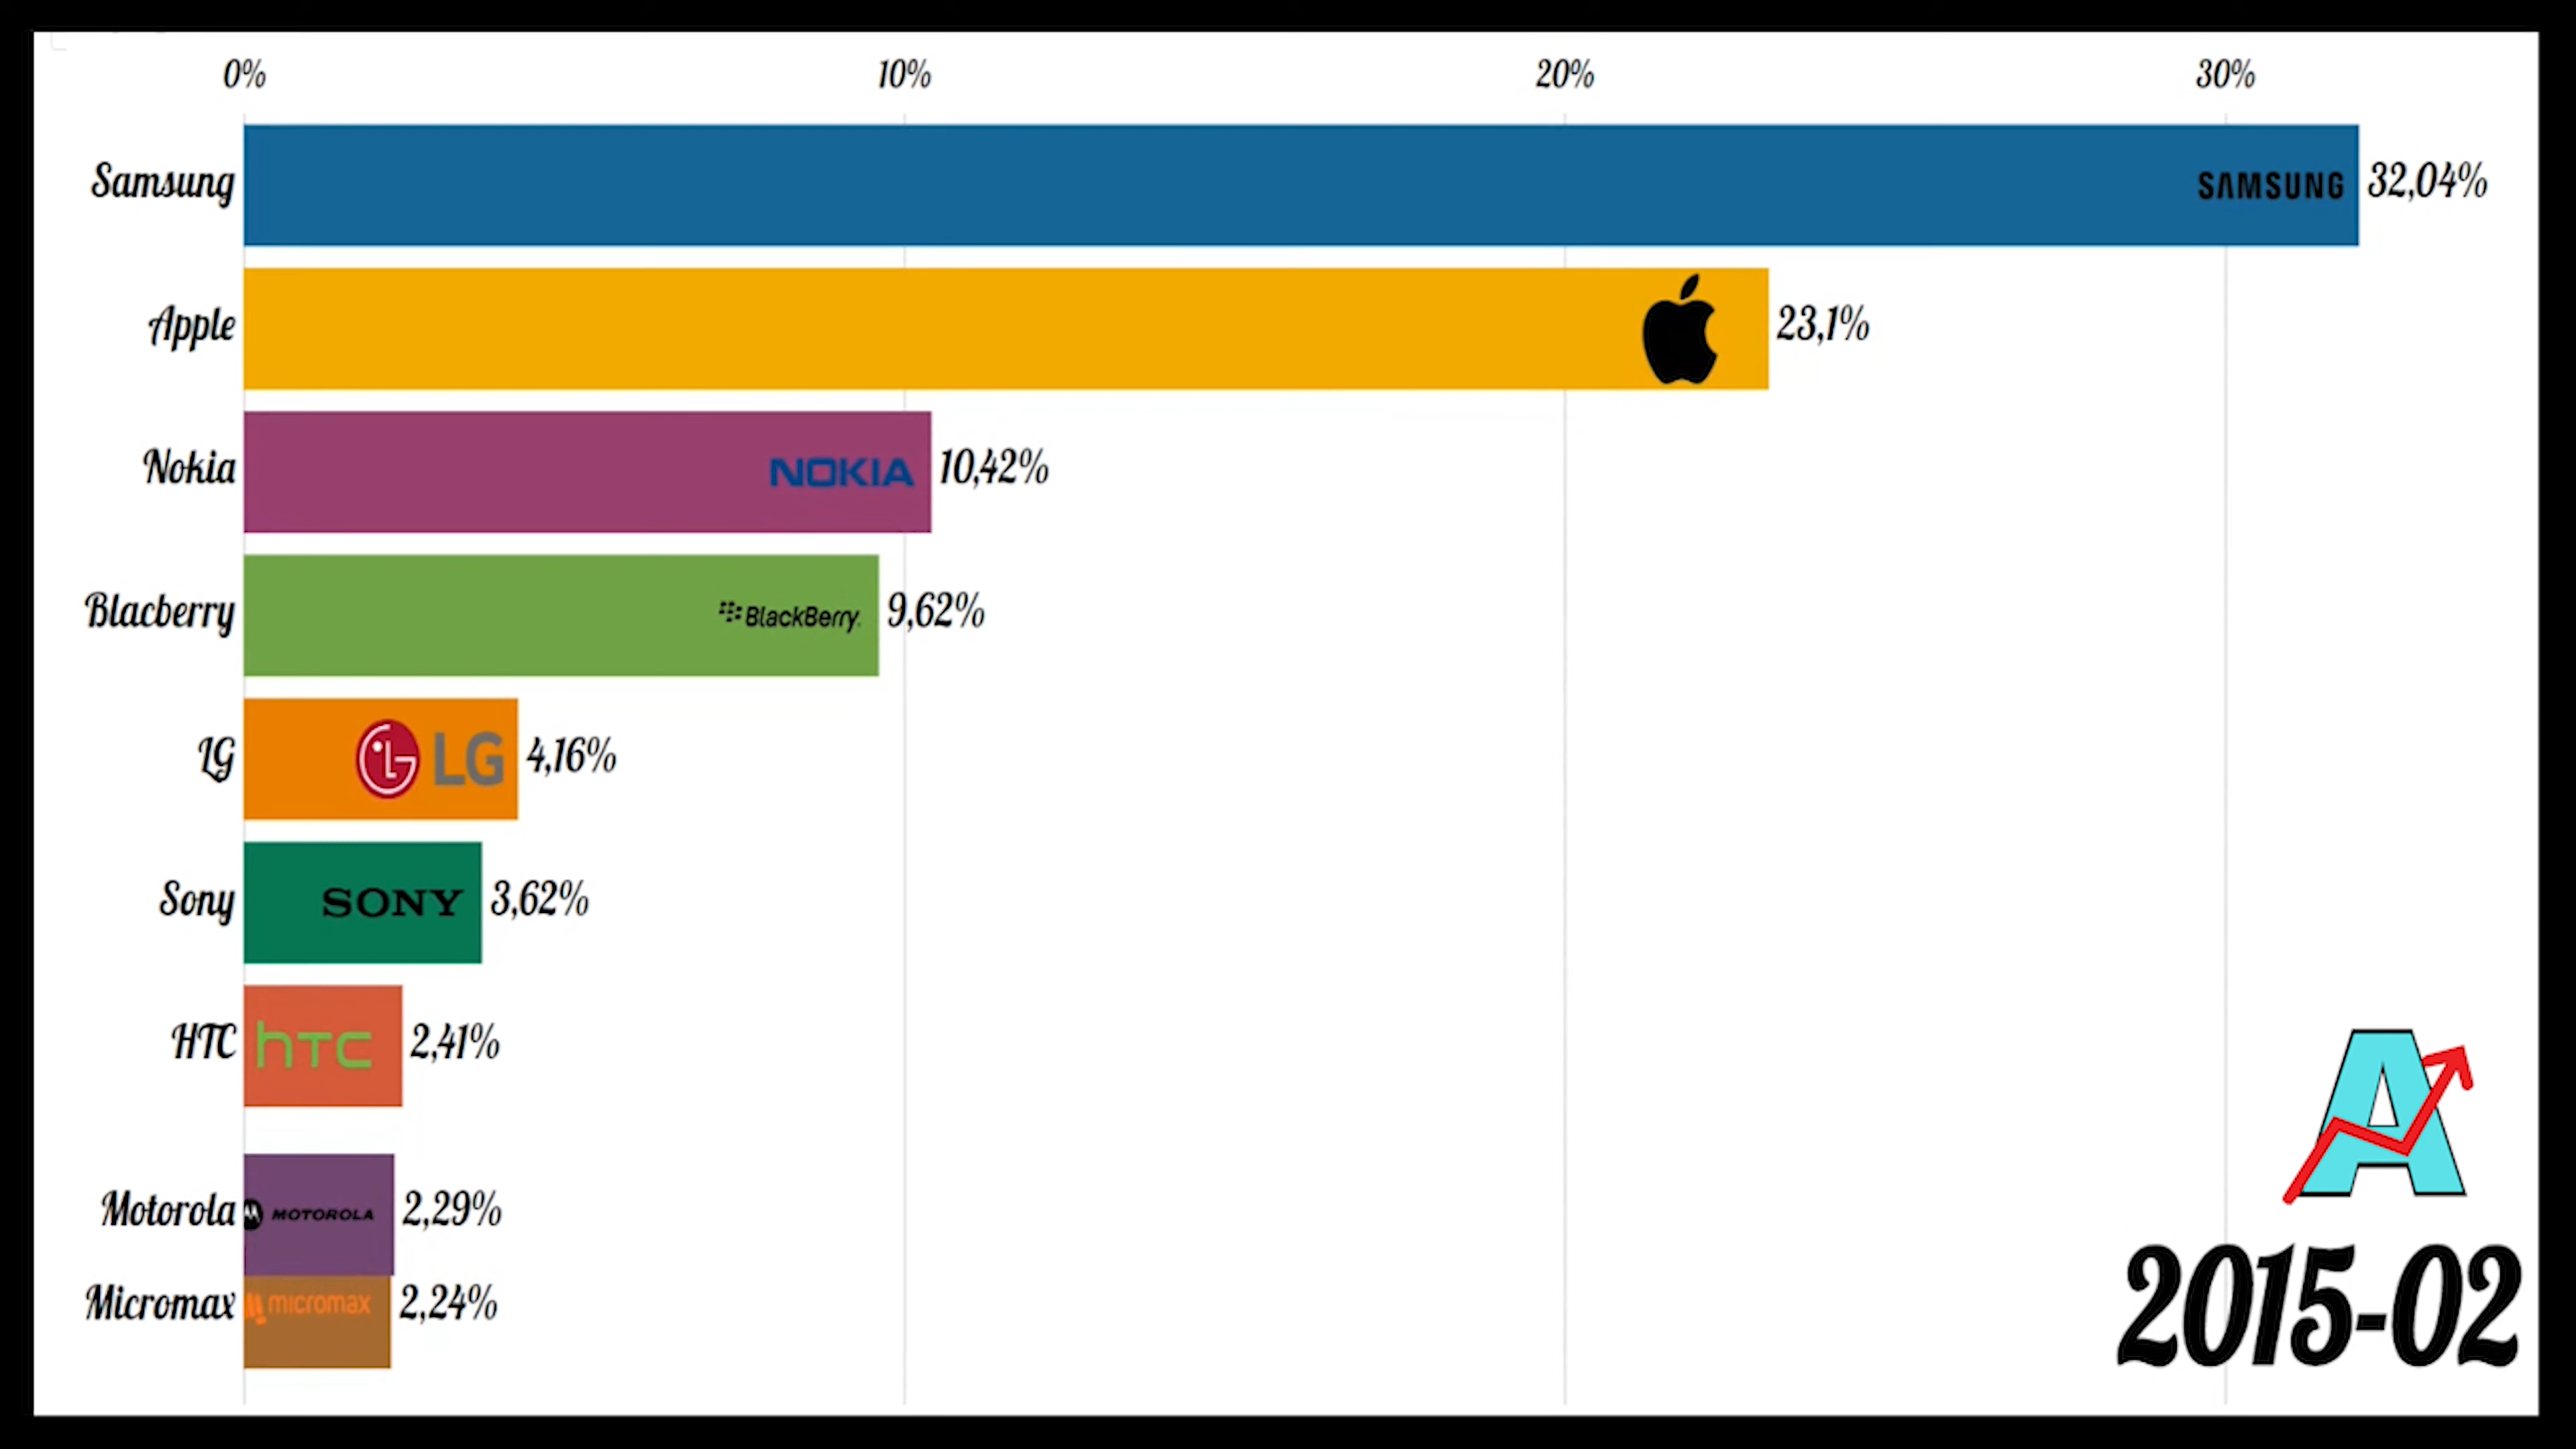 0% 10% 20% 30%
Samsung SAMSUNG 32,04%
Apple 23,1%
Nokia NOKIA 10,42%
Blacberry BlackBerry. 9,62%
LG LG LG 4,16%
Sony SONY 3,62%
HTC hTC 2,41%
Motorola MOTOROLA 2,29%
Micromax micromax 2,24%
A
2015-02